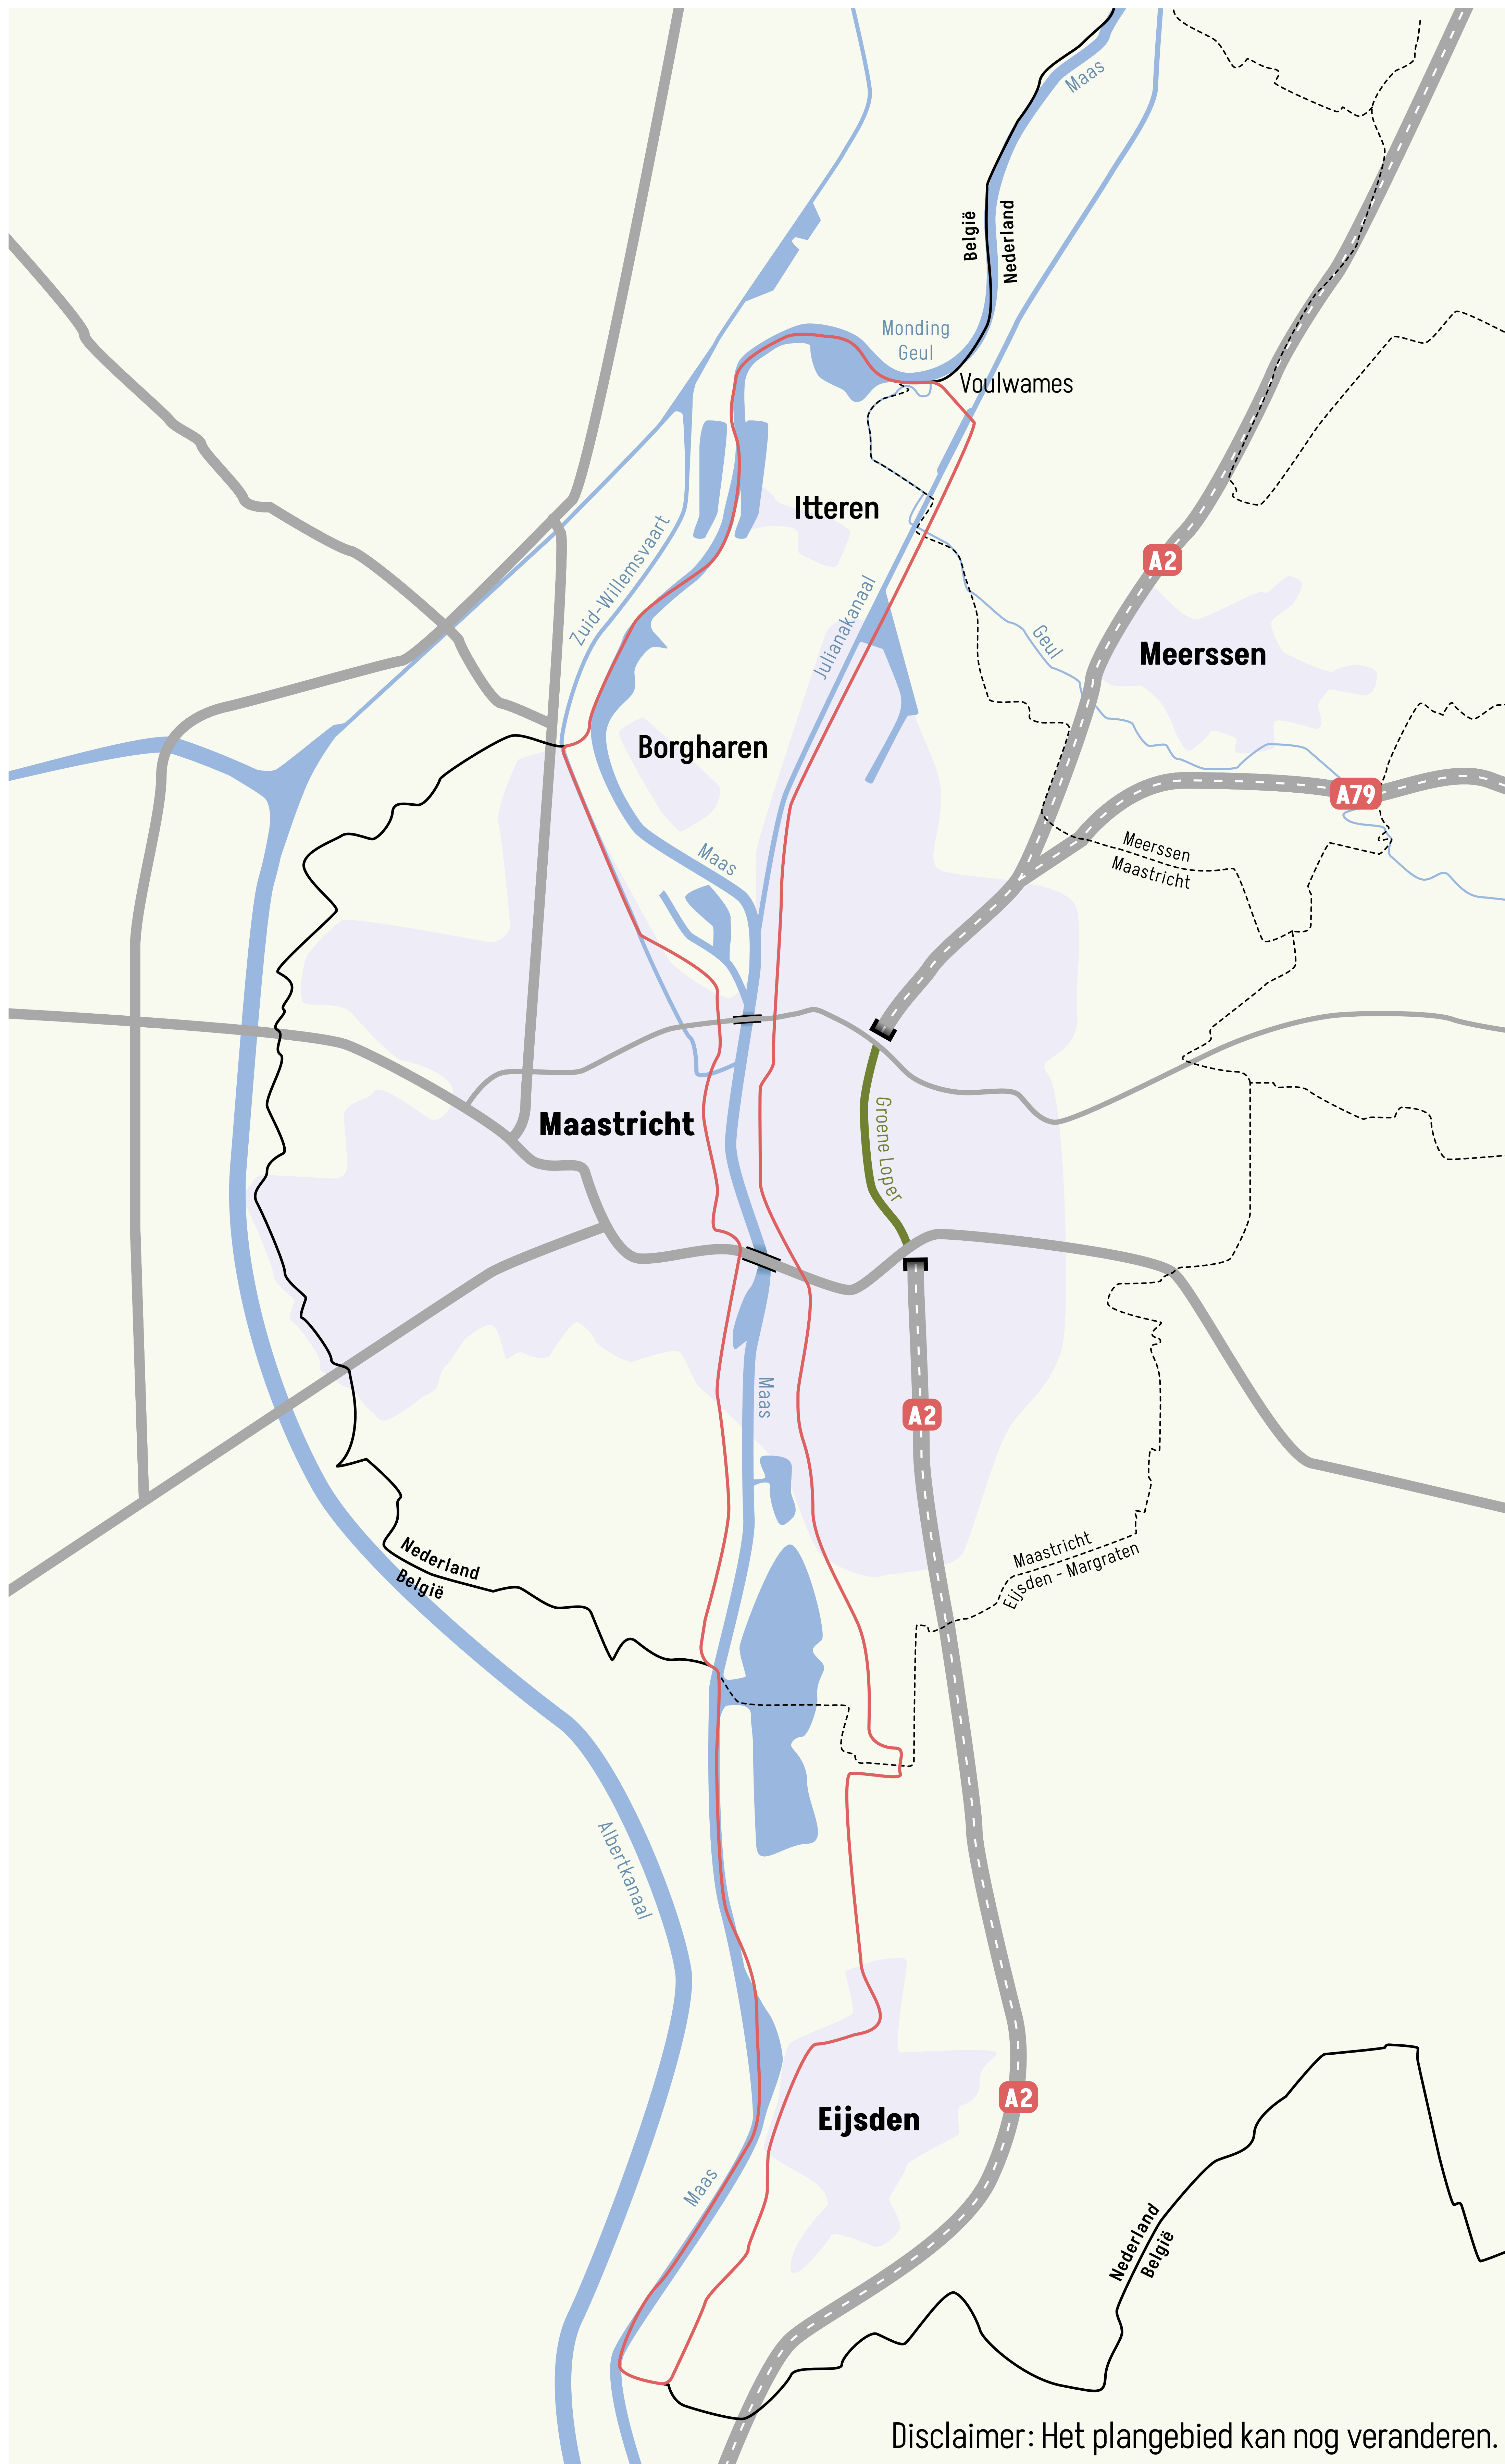 Maas
België
Nederland
Monding
Geul
Voulwames
Itteren
Zuid-Willemsvaart
A2
Julianakanaal
Geul
Meerssen
Borgharen
A79
Maas
Meerssen
Maastricht
Maastricht
Groene Loper
Maas
A2
Nederland
België
Maastricht
Eijsden - Margraten
Albertkanaal
A2
Eijsden
Maas
Nederland
België
Disclaimer: Het plangebied kan nog veranderen.